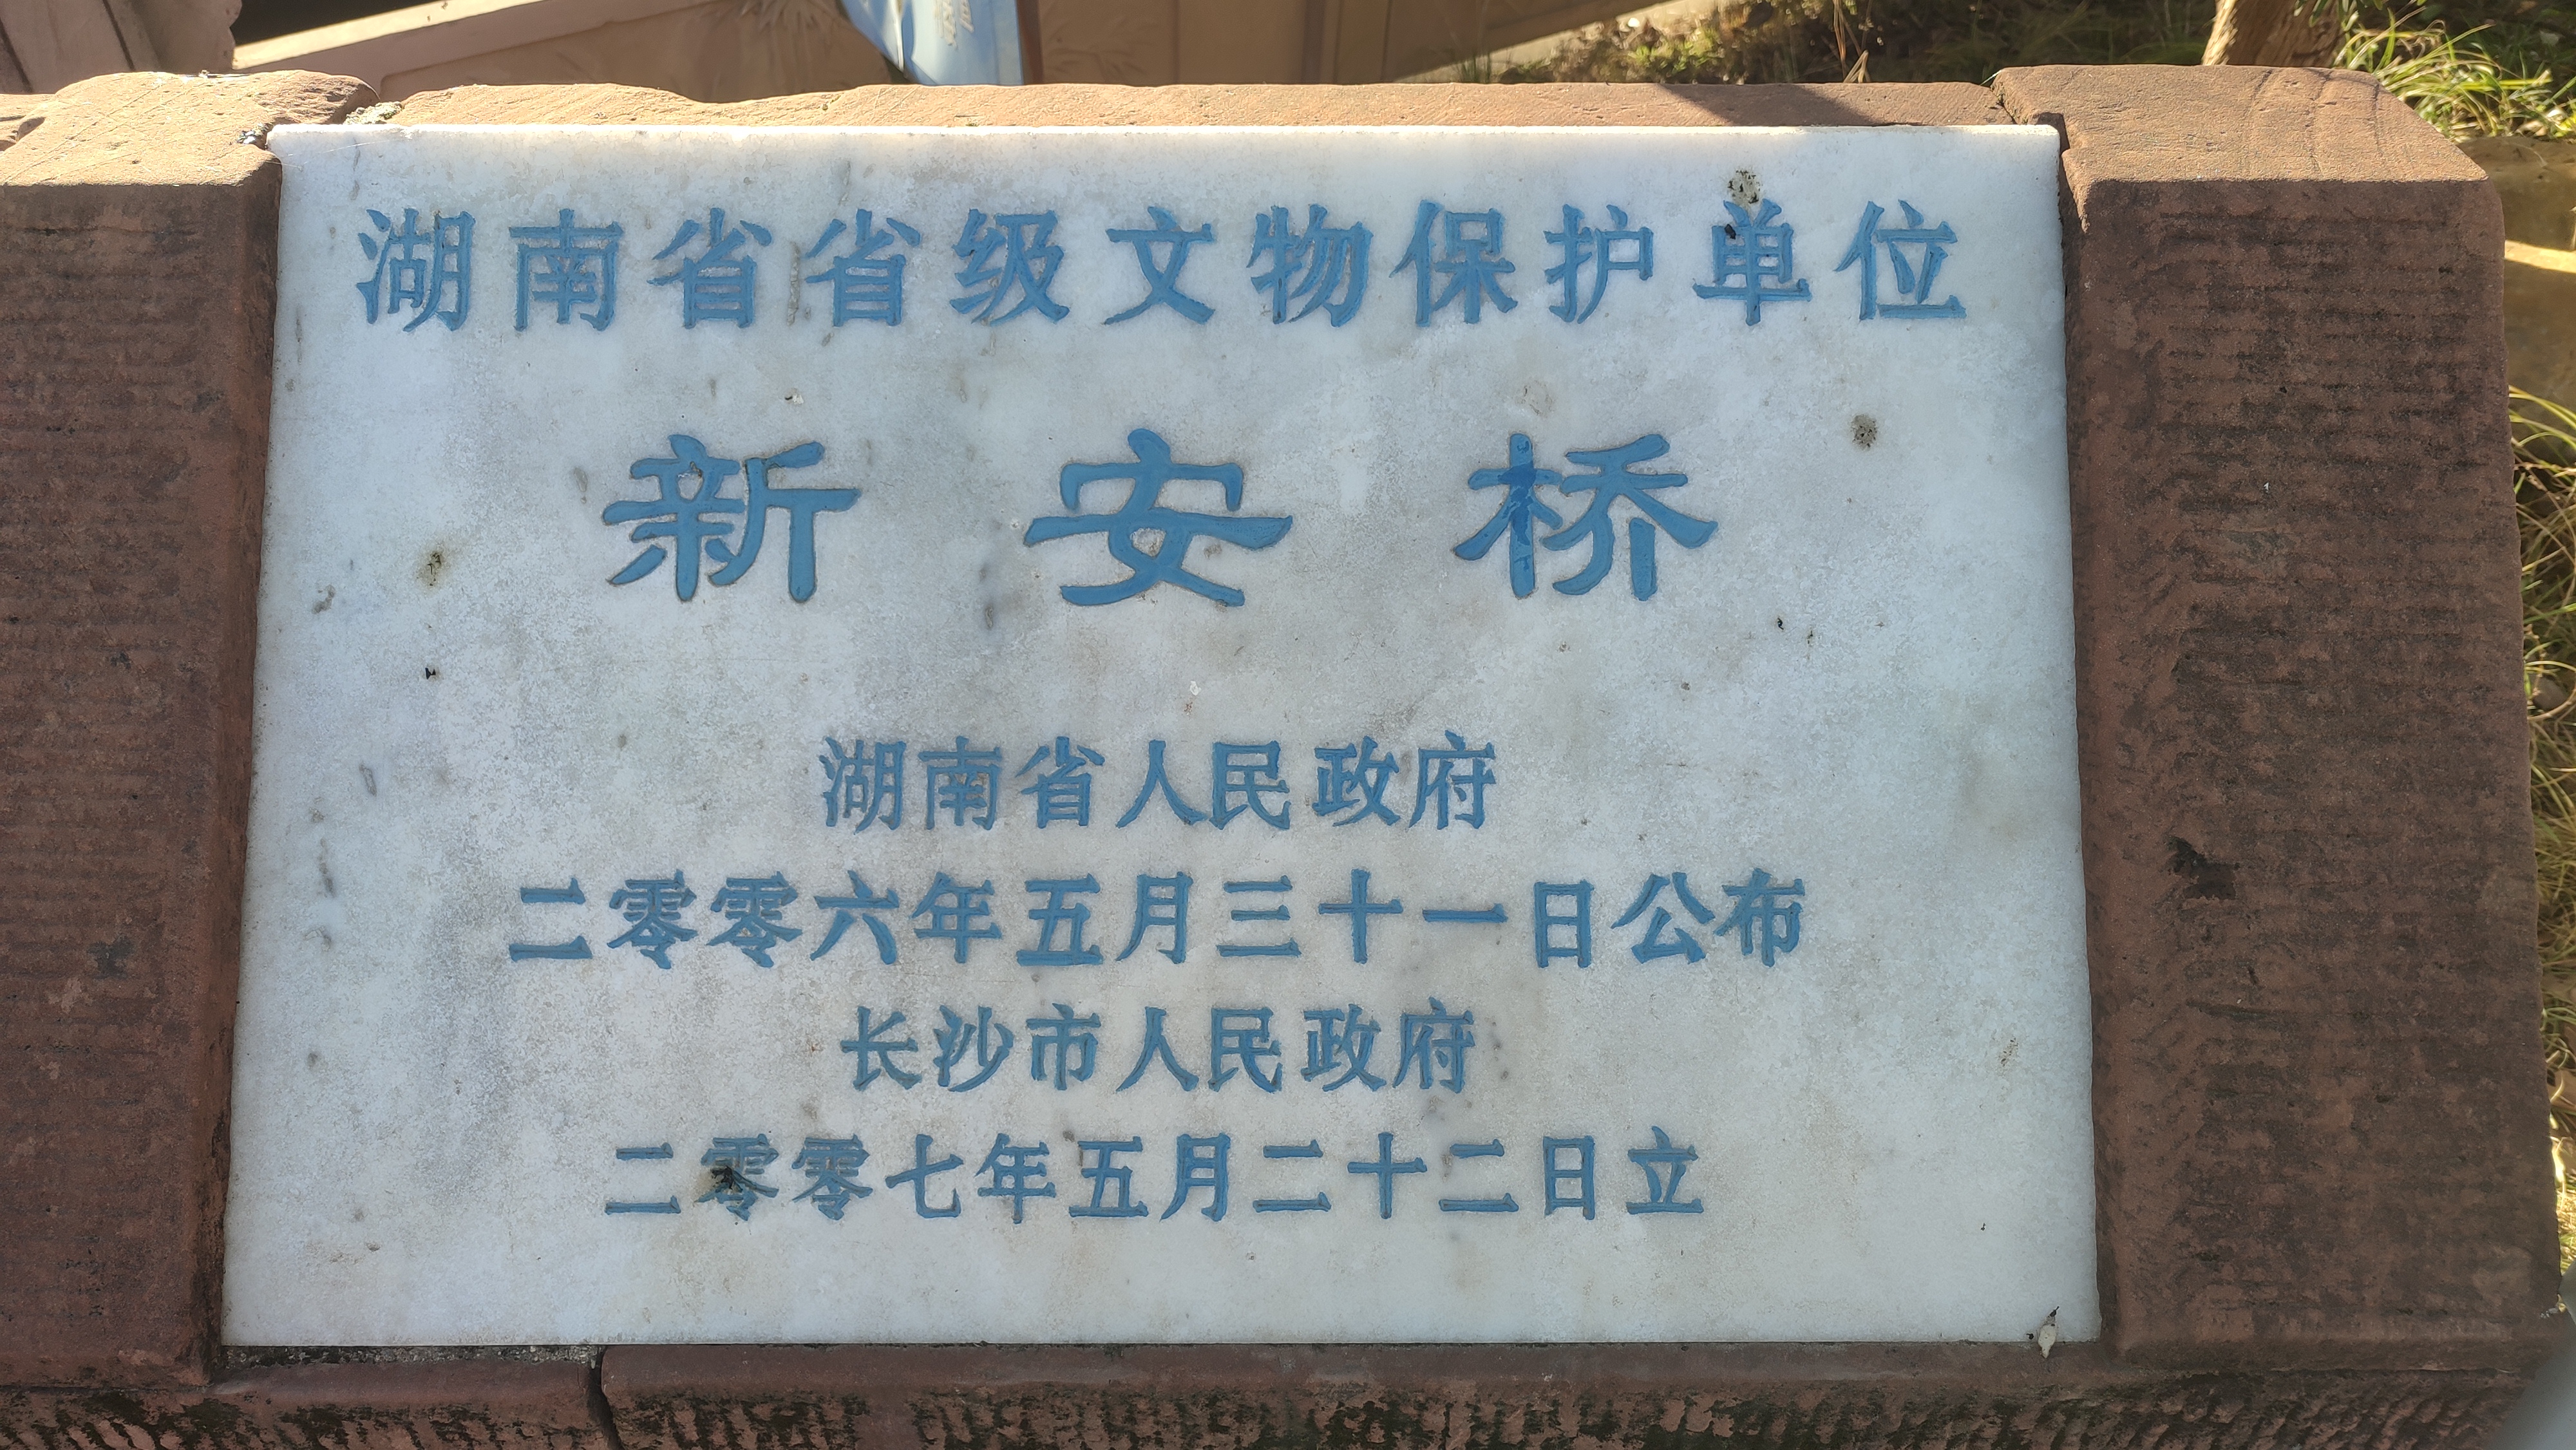 湖南省省级文物保护单位
新安桥
湖南省人民政府
二零零六年五月三十一日公布
长沙市人民政府
二零零七年五月二十二日立